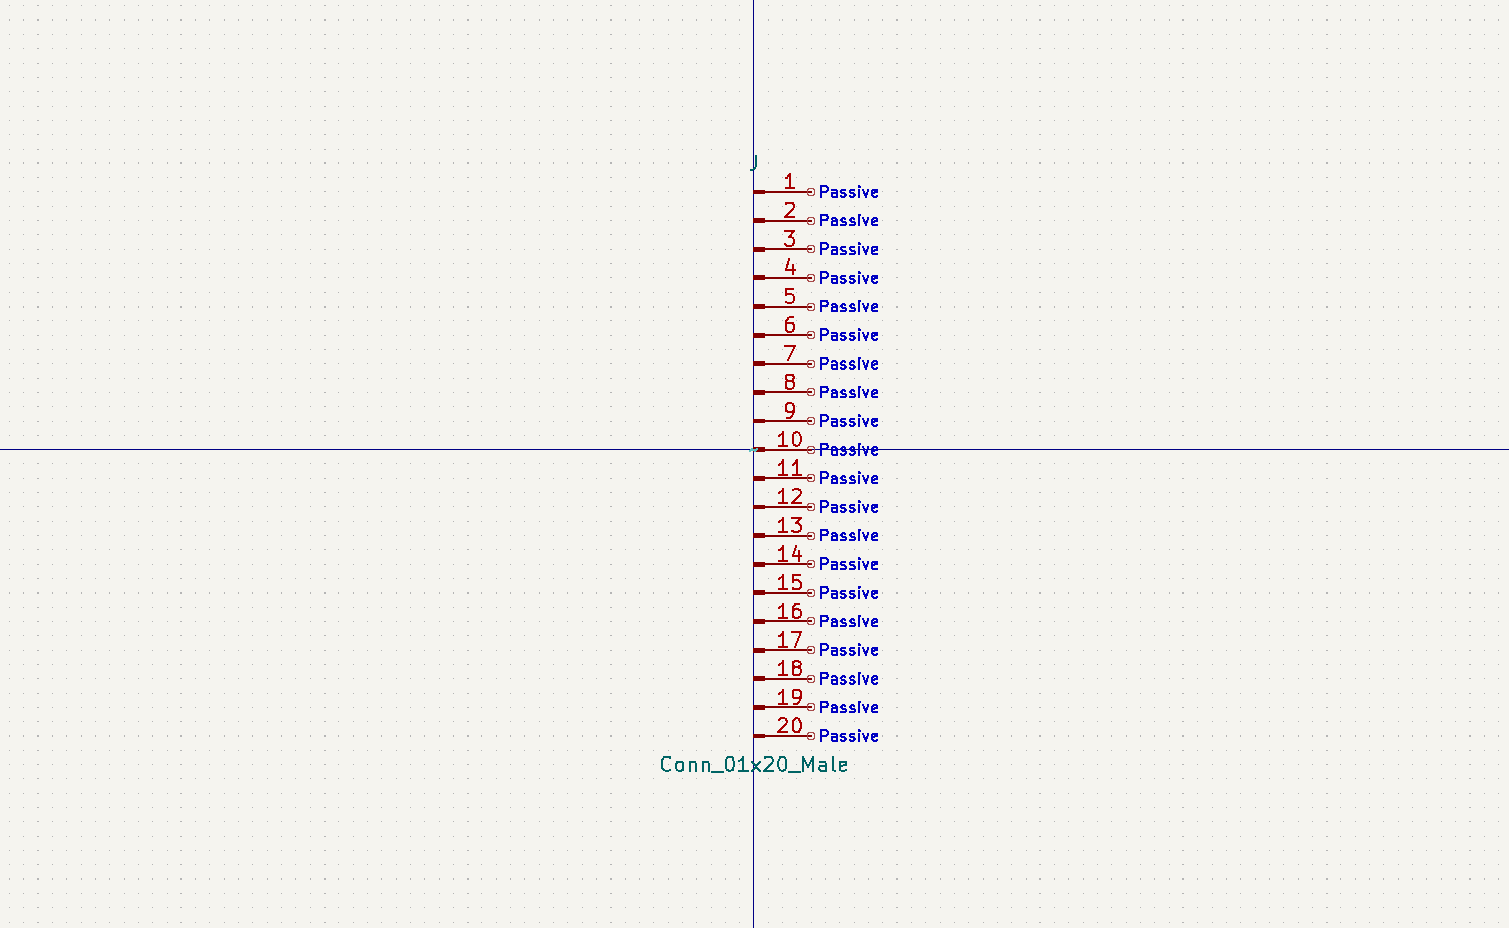 J
1 Passive
2 Passive
3 Passive
4 Passive
5 Passive
6 Passive
7 Passive
8 Passive
9 Passive
10 Passive
11 Passive
12 Passive
13 Passive
14 Passive
15 Passive
16 Passive
17 Passive
18 Passive
19 Passive
20 Passive
Conn_01x20_Male